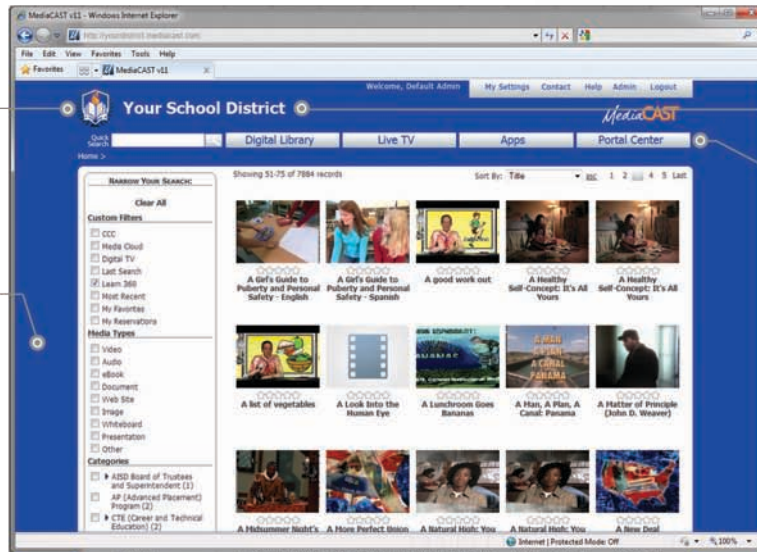 MediaCAST v11 - Windows Internet Explorer
http://yourdistrict.mediacast.com
File Edit View Favorites Tools Help
Favorites
MediaCAST v11
Welcome, Default Admin
My Settings Contact Help Admin Logout
Your School District
MediaCAST
Quick Search
Digital Library
Live TV
Apps
Portal Center
Home >
NARROW YOUR SEARCH:
Showing 51-75 of 7884 records
Sort By: Title
1 2 4 5 Last
Clear All
Custom Filters
CCC
Media Cloud
Digital TV
Last Search
Learn 360
Most Recent
My Favorites
My Reservations
Media Types
Video
Audio
eBook
Document
Web Site
Image
Whiteboard
Presentation
Other
Categories
AISD Board of Trustees
and Superintendent (1)
AP (Advanced Placement)
Program (2)
CTE (Career and Technical
Education) (2)
A Girl's Guide to
Puberty and Personal
Safety - English
A Girl's Guide to
Puberty and Personal
Safety - Spanish
A good work out
A Healthy
Self-Concept: It's All
Yours
A Healthy
Self-Concept: It's All
Yours
A list of vegetables
A Look Into the
Human Eye
A Lunchroom Goes
Bananas
A MAN
A PLAN
A CANAL
PANAMA
A Man, A Plan, A
Canal: Panama
A Matter of Principle
(John D. Weaver)
A Midsummer Night's
A More Perfect Union
A Natural High: You
A Natural High: You
A New Deal
Internet | Protected Mode: Off
100%